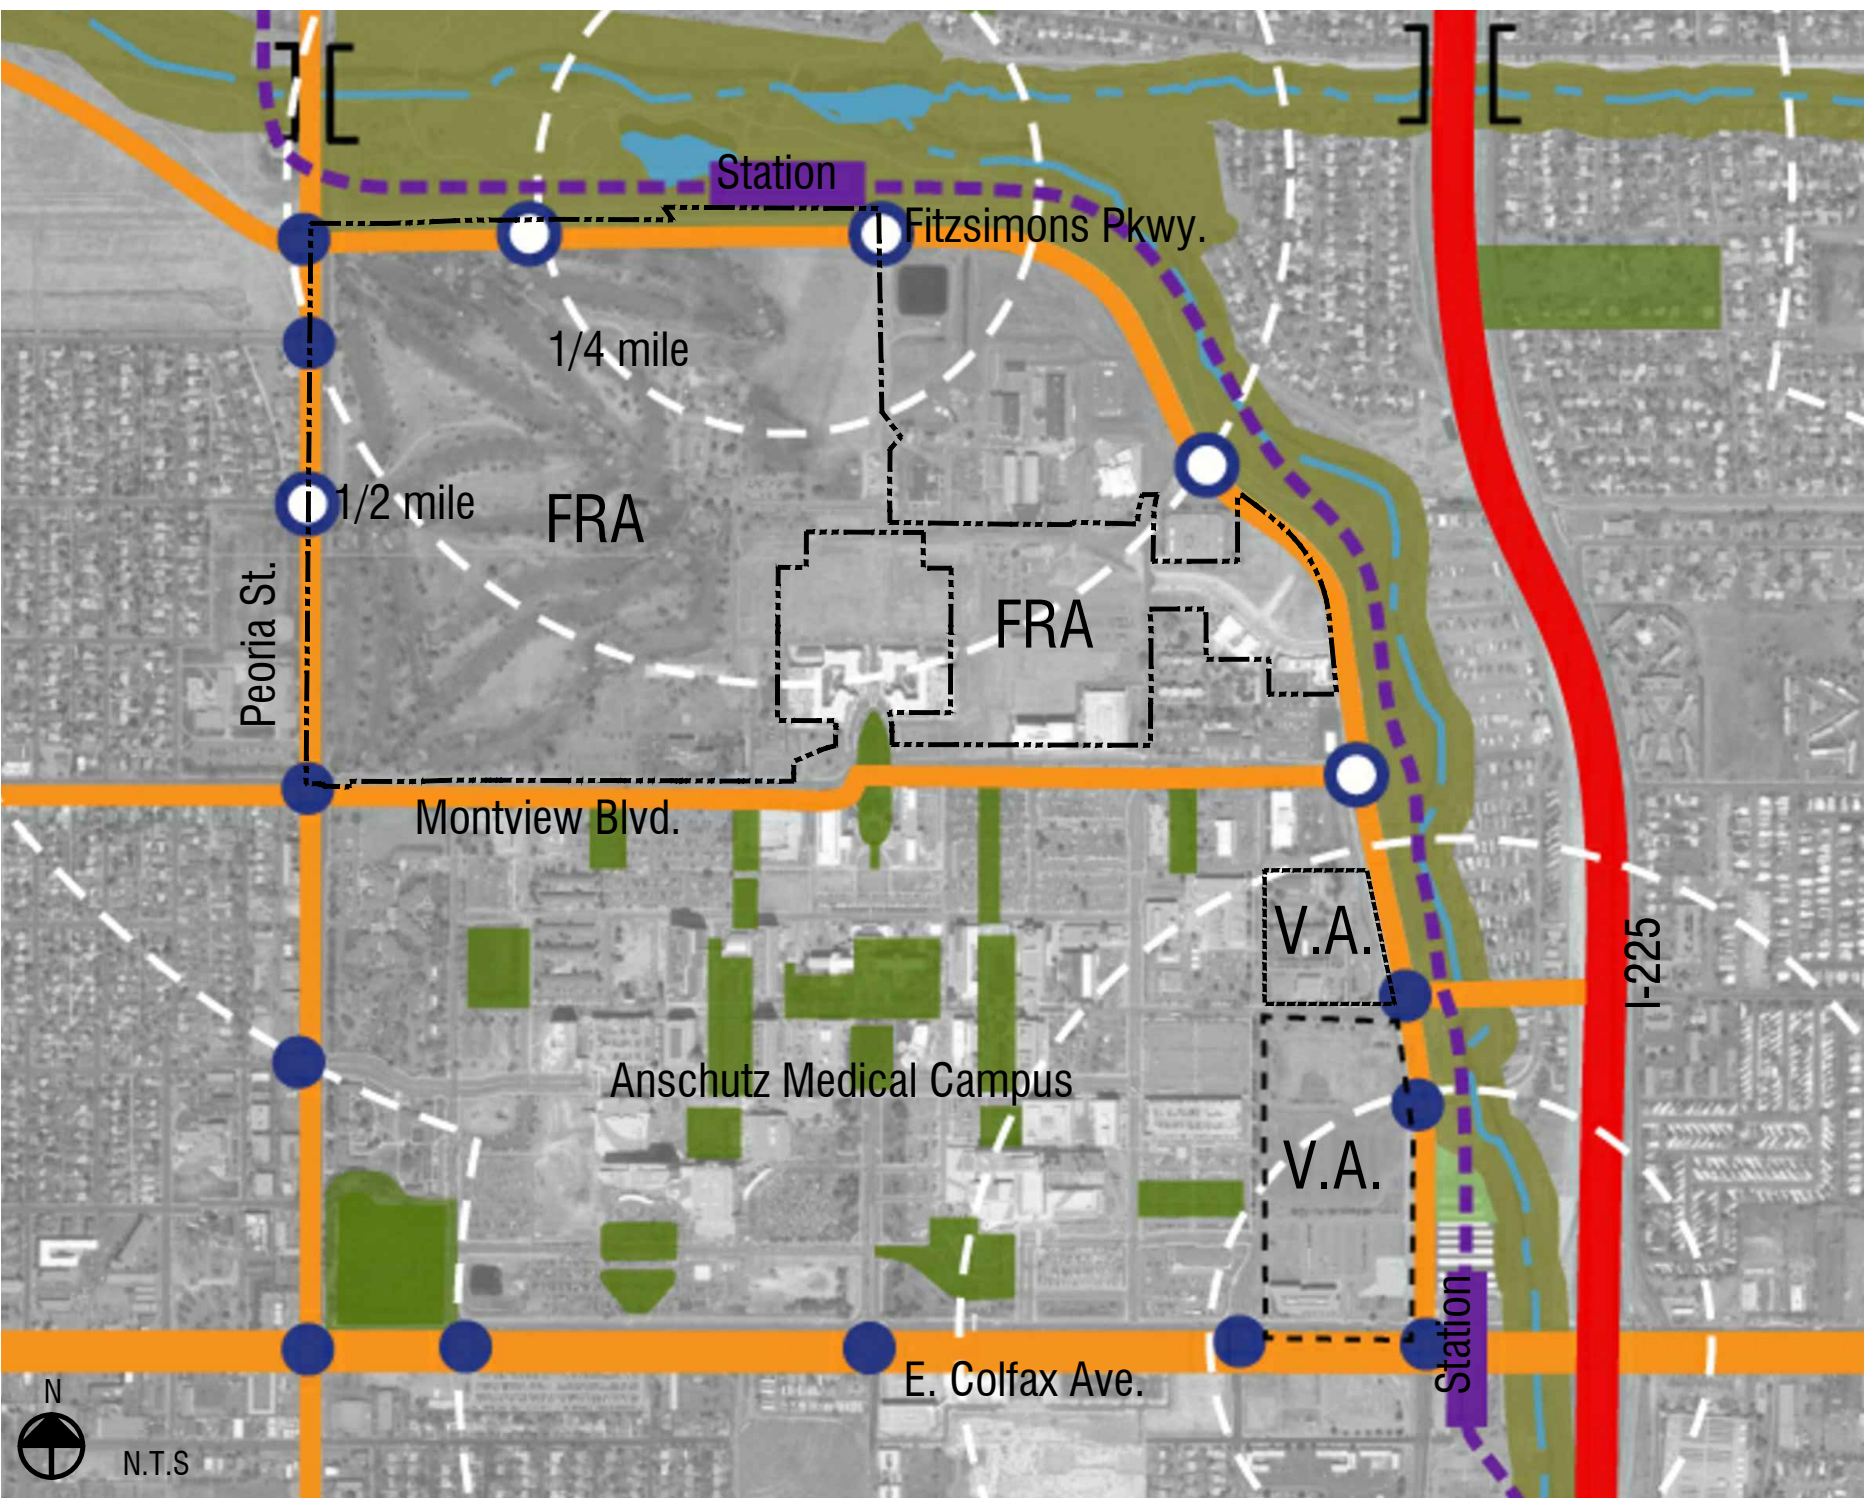 Station
Fitzsimons Pkwy.
1/4 mile
1/2 mile
FRA
FRA
Peoria St.
Montview Blvd.
V.A.
I-225
Anschutz Medical Campus
V.A.
Station
E. Colfax Ave.
N
N.T.S